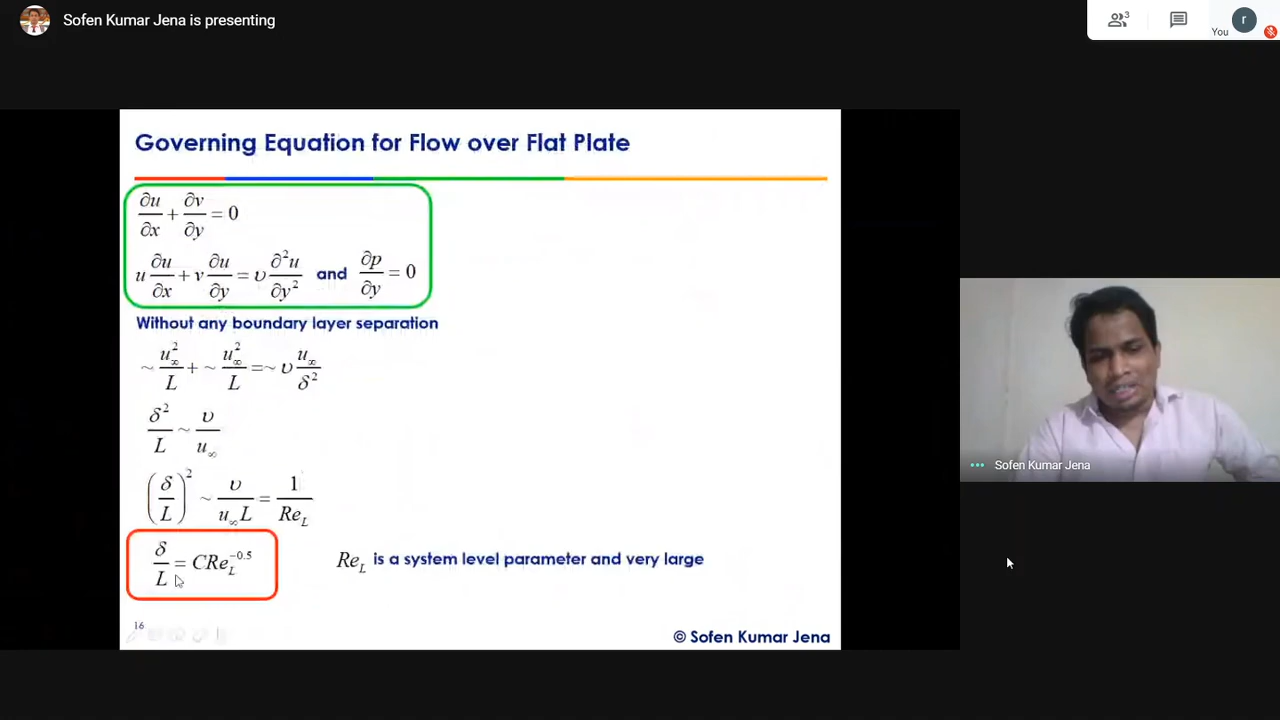 Sofen Kumar Jena is presenting
3
r
You
Governing Equation for Flow over Flat Plate
∂u/∂x + ∂v/∂y = 0
u ∂u/∂x + v ∂u/∂y = υ ∂²u/∂y² and ∂p/∂y = 0
Without any boundary layer separation
~ u∞²/L + ~ u∞²/L =~ υ u∞/δ²
δ²/L ~ υ/u∞
(δ/L)² ~ υ/(u∞L) = 1/Re_L
δ/L = CRe_L^−0.5 Re_L is a system level parameter and very large
16
© Sofen Kumar Jena
Sofen Kumar Jena